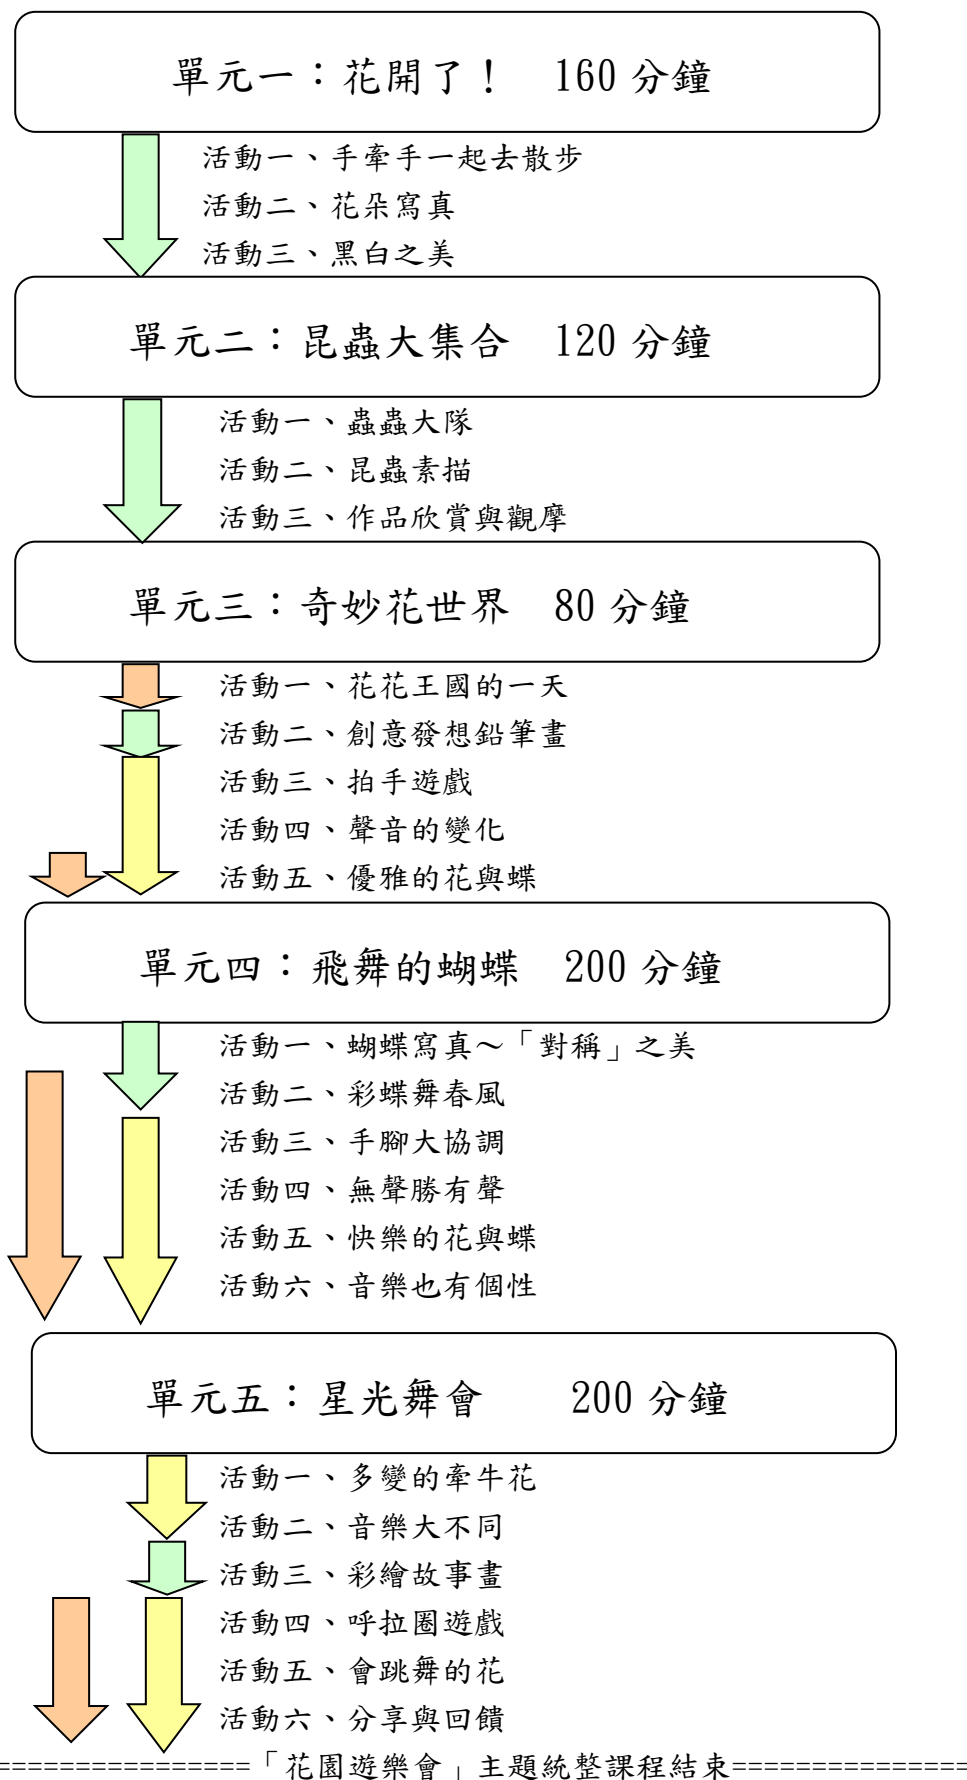 單元一：花開了！ 160 分鐘
活動一、手牽手一起去散步
活動二、花朵寫真
活動三、黑白之美
單元二：昆蟲大集合 120 分鐘
活動一、蟲蟲大隊
活動二、昆蟲素描
活動三、作品欣賞與觀摩
單元三：奇妙花世界 80 分鐘
活動一、花花王國的一天
活動二、創意發想鉛筆畫
活動三、拍手遊戲
活動四、聲音的變化
活動五、優雅的花與蝶
單元四：飛舞的蝴蝶 200 分鐘
活動一、蝴蝶寫真～「對稱」之美
活動二、彩蝶舞春風
活動三、手腳大協調
活動四、無聲勝有聲
活動五、快樂的花與蝶
活動六、音樂也有個性
單元五：星光舞會 200 分鐘
活動一、多變的牽牛花
活動二、音樂大不同
活動三、彩繪故事畫
活動四、呼拉圈遊戲
活動五、會跳舞的花
活動六、分享與回饋
================「花園遊樂會」主題統整課程結束===============